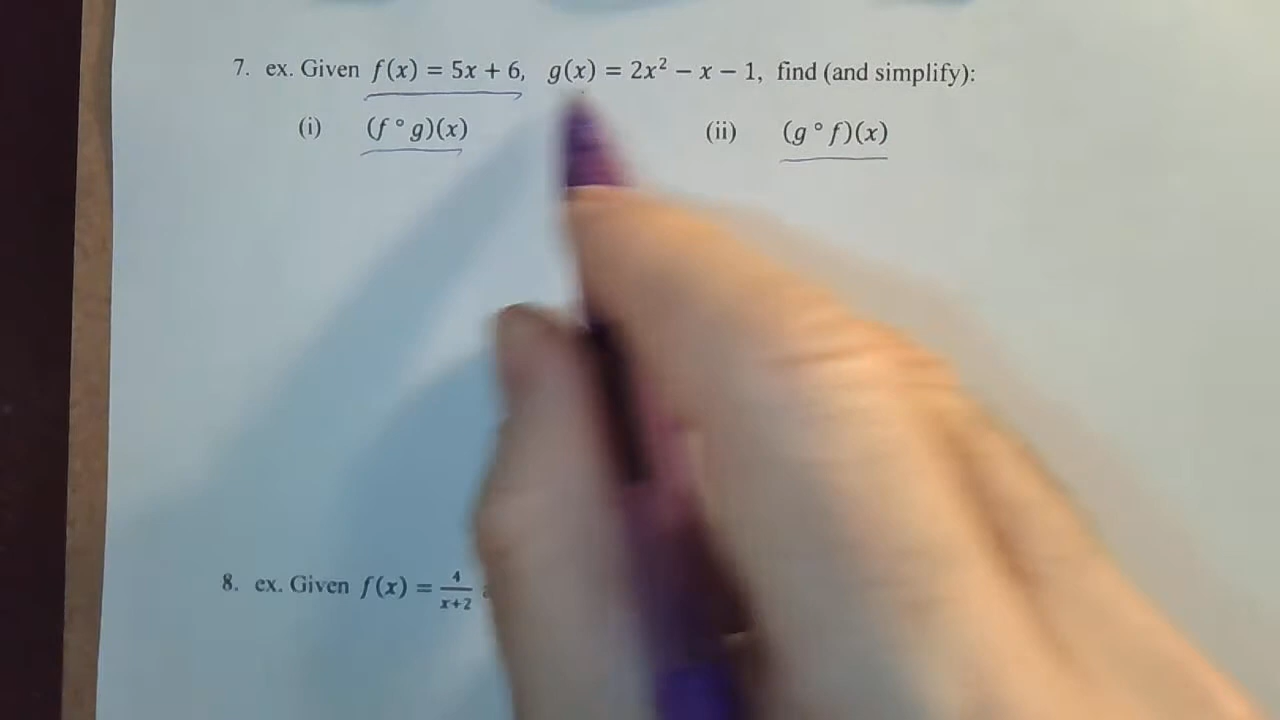 7. ex. Given f(x) = 5x + 6, g(x) = 2x² − x − 1, find (and simplify):
(i) (f ∘ g)(x) (ii) (g ∘ f)(x)
8. ex. Given f(x) = 4/(x+2)